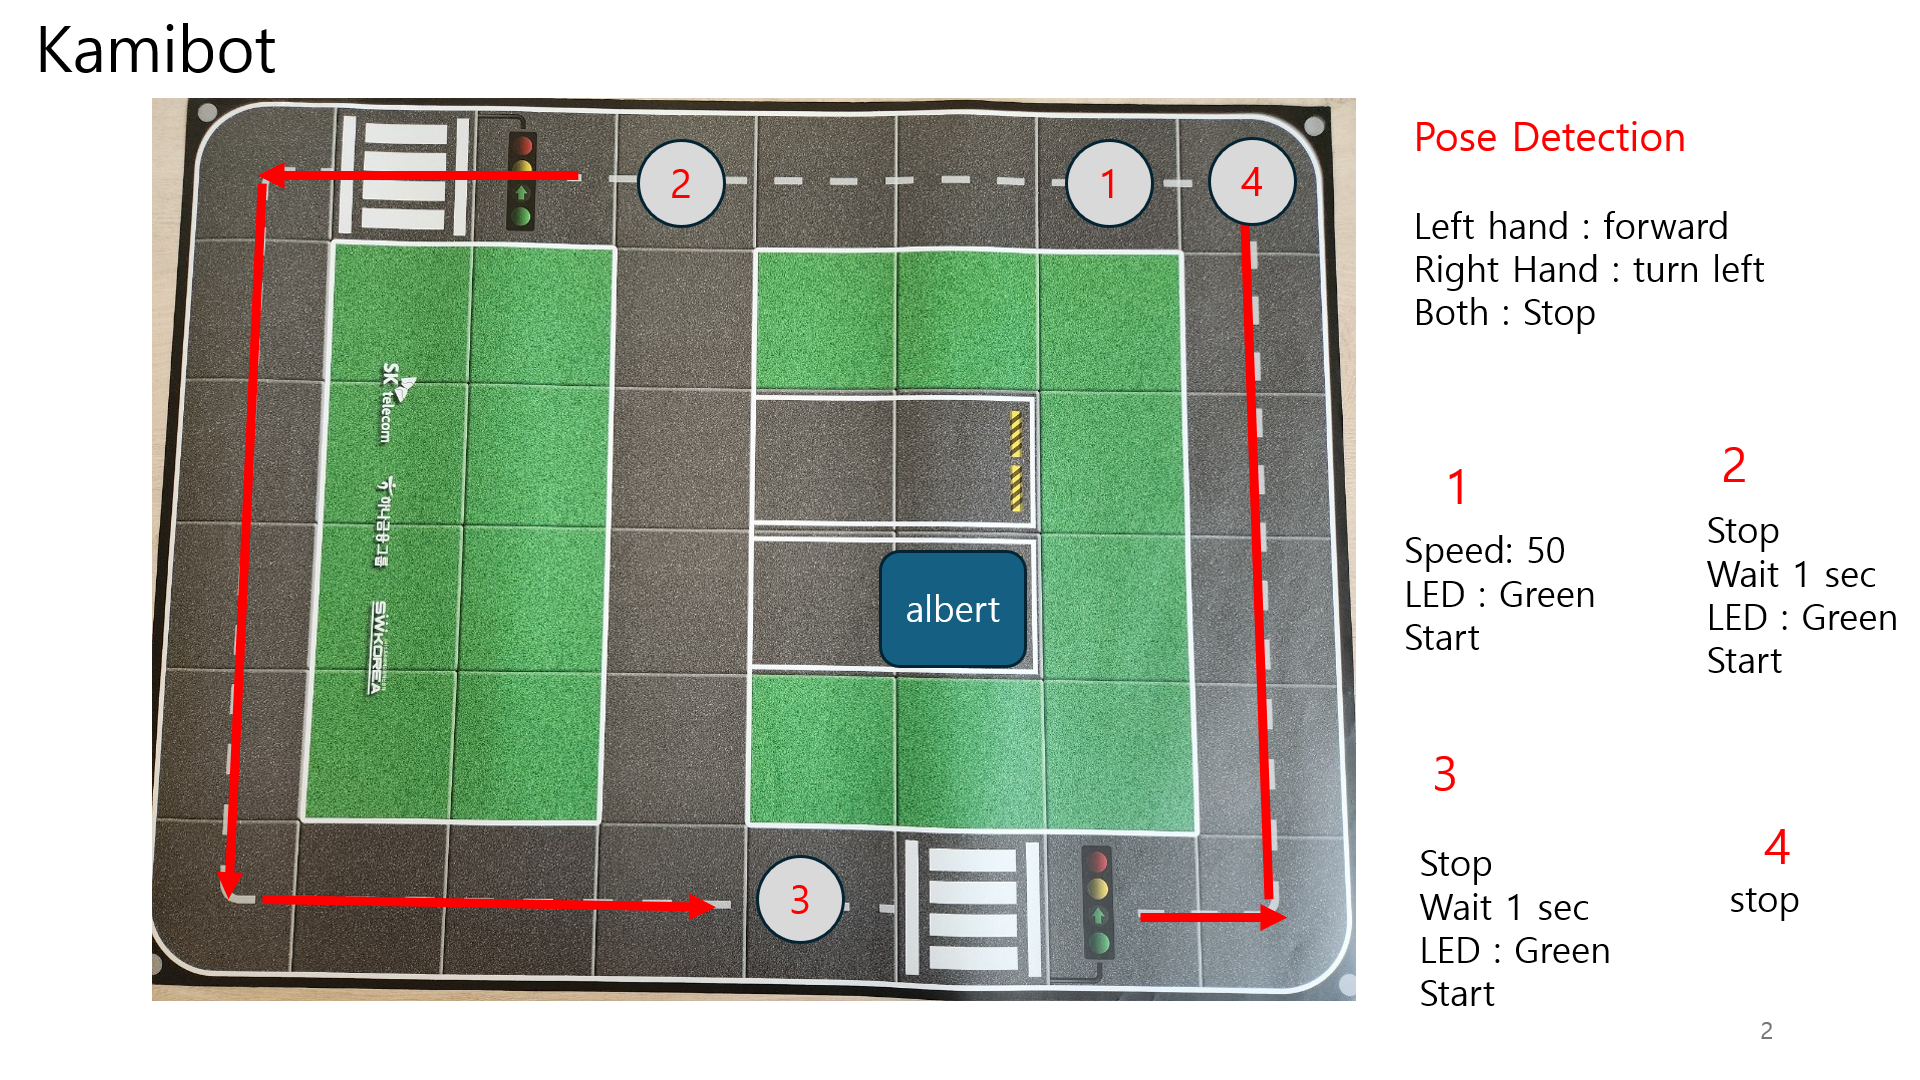 Kamibot
2
1
4
SK telecom
하나금융그룹
SW KOREA
albert
3
Pose Detection
Left hand : forward
Right Hand : turn left
Both : Stop
1
Speed: 50
LED : Green
Start
2
Stop
Wait 1 sec
LED : Green
Start
3
Stop
Wait 1 sec
LED : Green
Start
4
stop
2